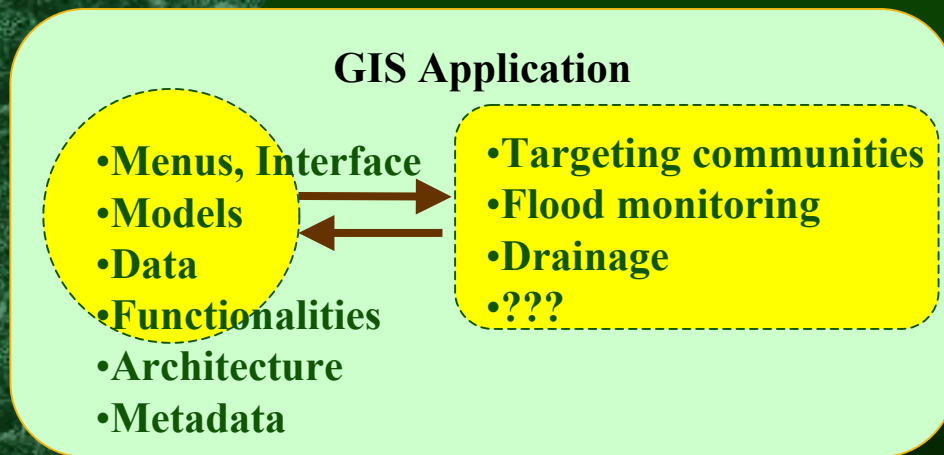 GIS Application
•Menus, Interface
•Models
•Data
•Functionalities
•Architecture
•Metadata
•Targeting communities
•Flood monitoring
•Drainage
•???